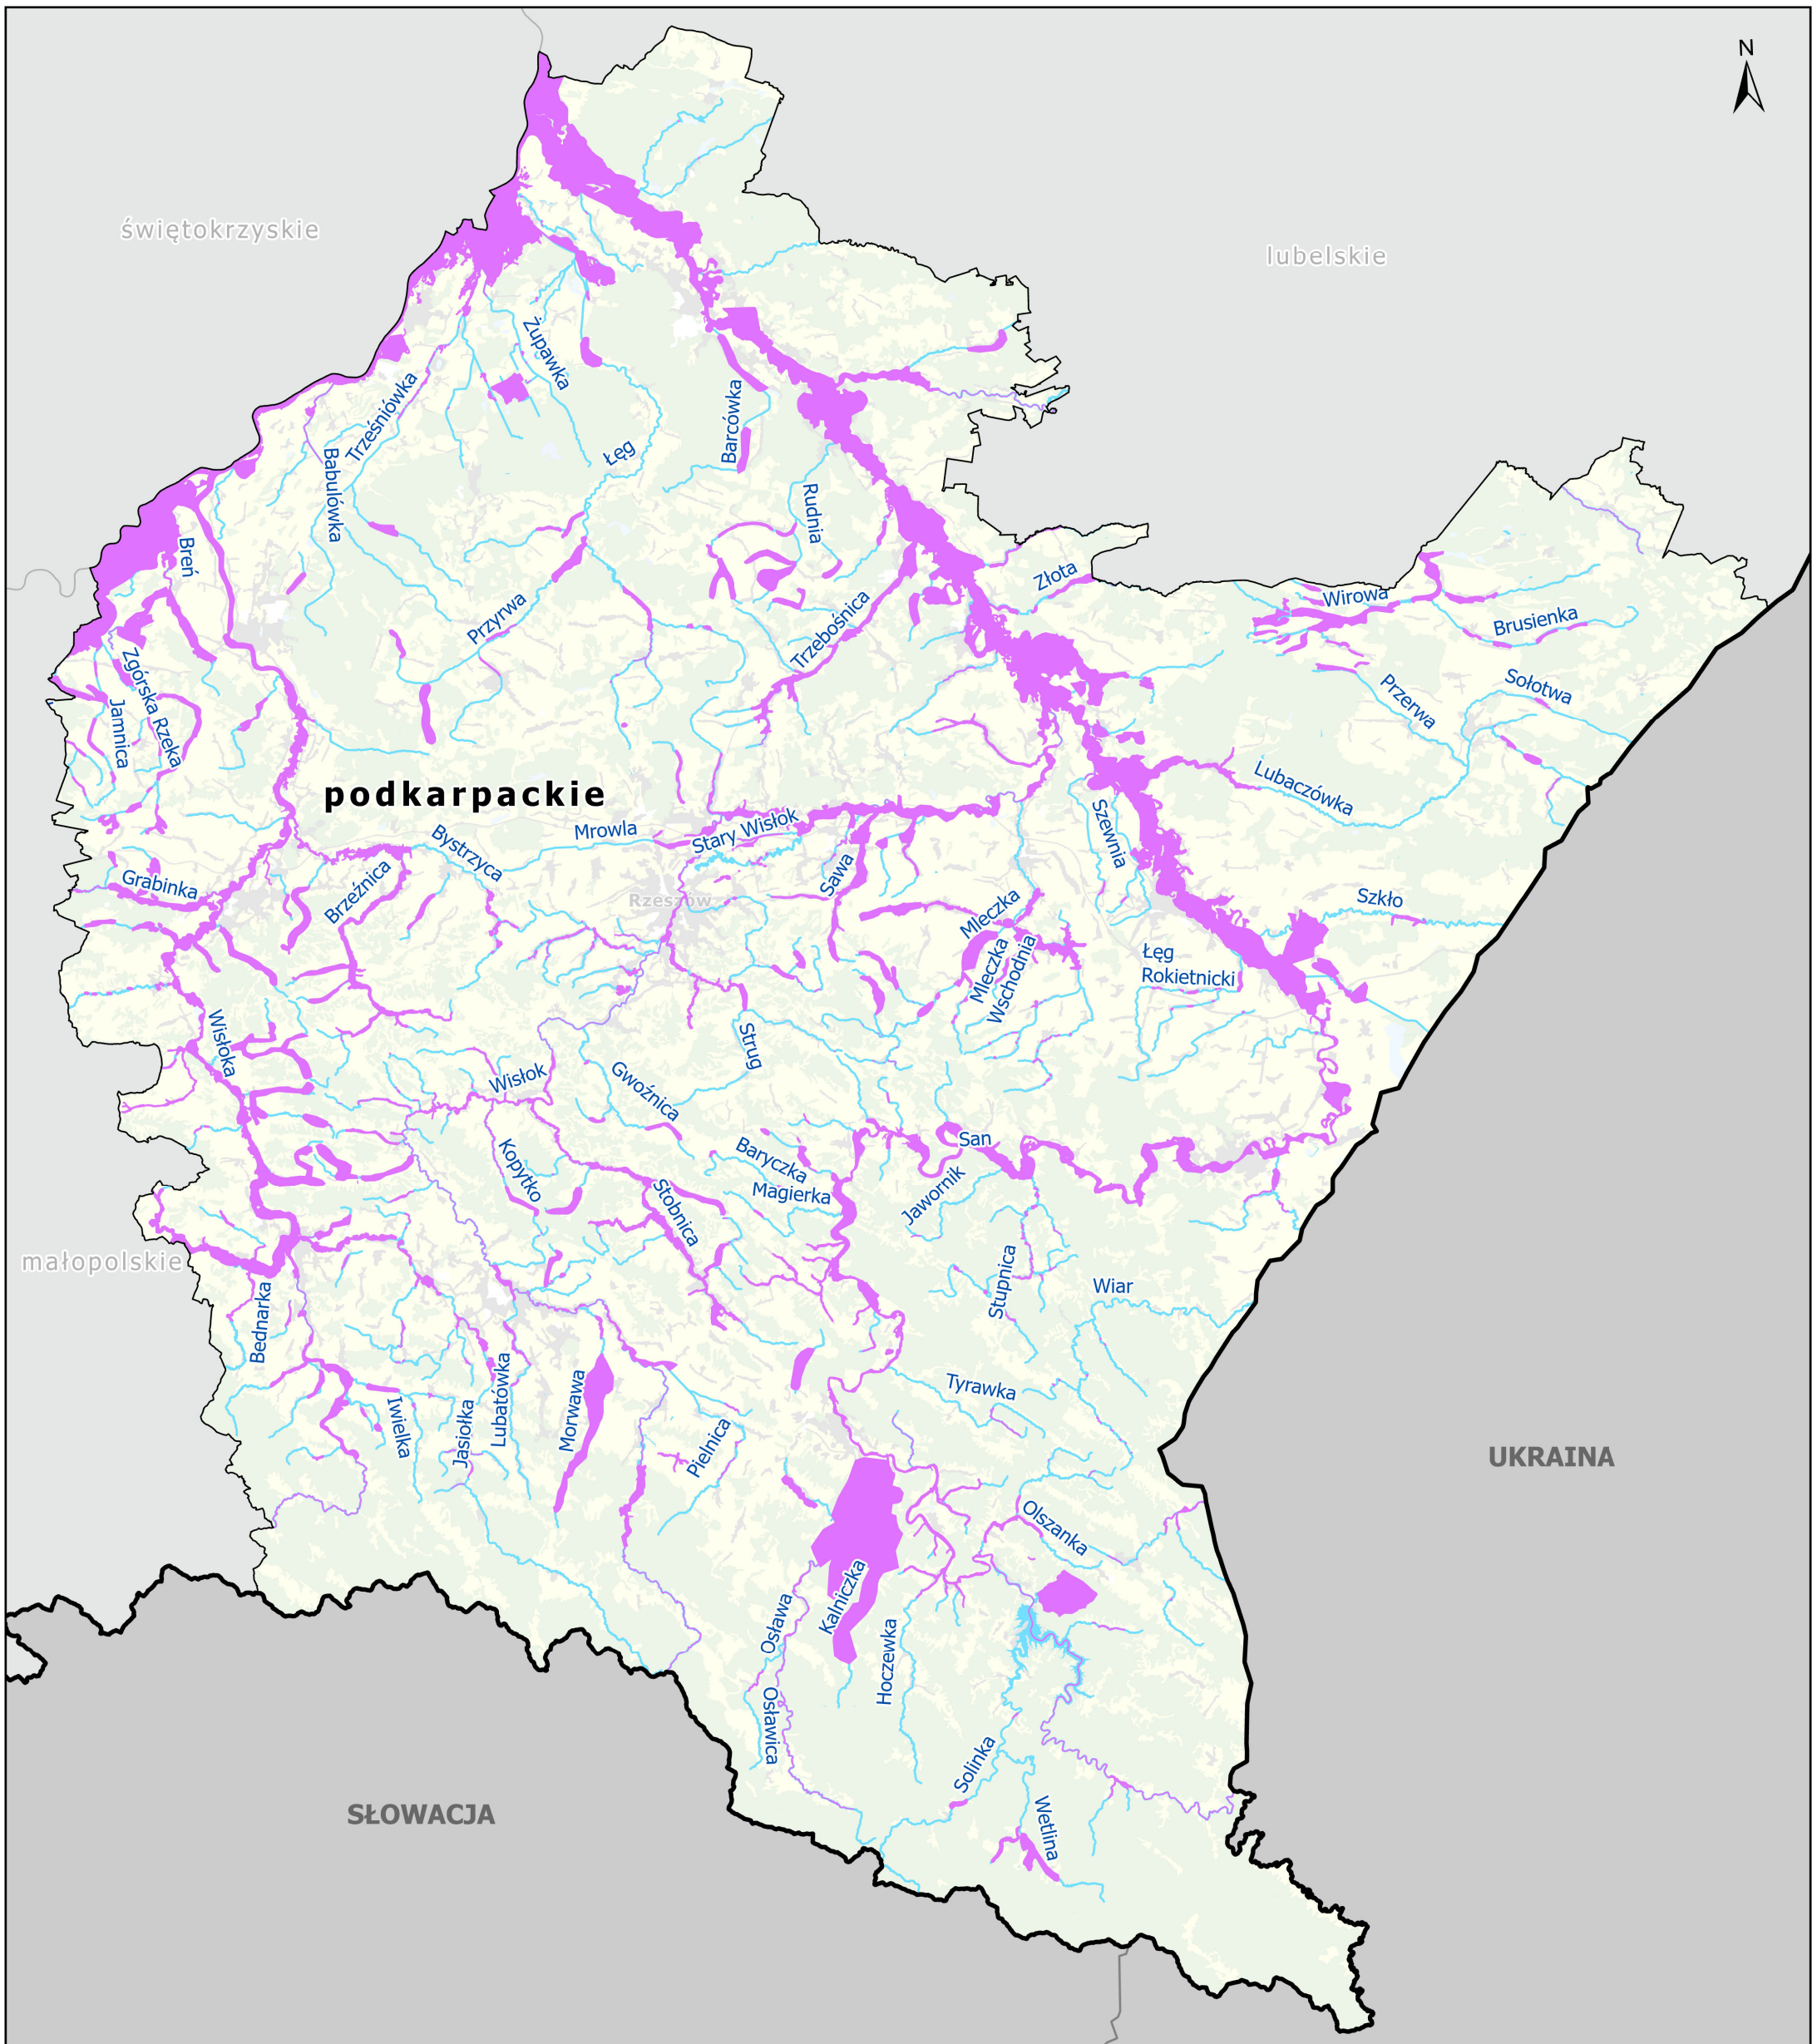 N
świętokrzyskie
lubelskie
Żupawka
Trześniówka
Barcówka
Łęg
Babulówka
Rudnia
Breń
Złota
Wirowa
Brusienka
Przyrwa
Trzebośnica
Zgórska Rzeka
Jamnica
Przerwa
Sołotwa
podkarpackie
Lubaczówka
Szewnia
Mrowla
Stary Wisłok
Bystrzyca
Sawa
Grabinka
Brzeźnica
Rzeszów
Szkło
Mleczka
Mleczka
Wschodnia
Łęg
Rokietnicki
Wisłoka
Strug
Wisłok
Gwoźnica
San
Kopytko
Baryczka
Magierka
Jawornik
Stobnica
małopolskie
Stupnica
Wiar
Bednarka
Tyrawka
Iwielka
Jasiołka
Lubatówka
Morwawa
Pielnica
UKRAINA
Olszanka
Osława
Kalniczka
Hoczewka
Osławica
Solinka
Wetlina
SŁOWACJA